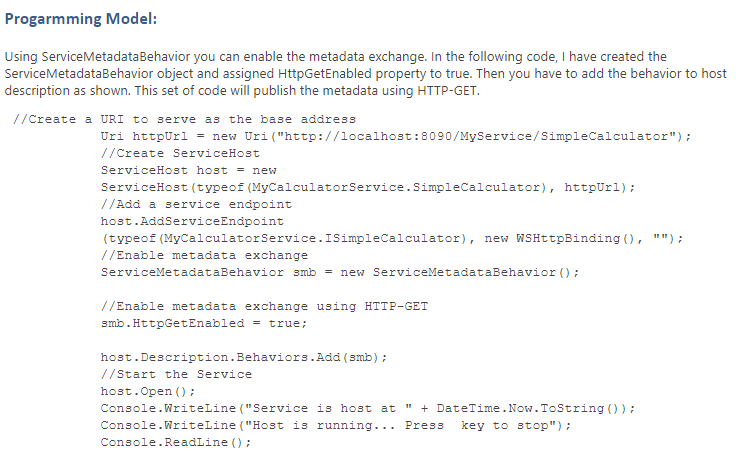 Progarmming Model:
Using ServiceMetadataBehavior you can enable the metadata exchange. In the following code, I have created the
ServiceMetadataBehavior object and assigned HttpGetEnabled property to true. Then you have to add the behavior to host
description as shown. This set of code will publish the metadata using HTTP-GET.
//Create a URI to serve as the base address
Uri httpUrl = new Uri("http://localhost:8090/MyService/SimpleCalculator");
//Create ServiceHost
ServiceHost host = new
ServiceHost(typeof(MyCalculatorService.SimpleCalculator), httpUrl);
//Add a service endpoint
host.AddServiceEndpoint
(typeof(MyCalculatorService.ISimpleCalculator), new WSHttpBinding(), "");
//Enable metadata exchange
ServiceMetadataBehavior smb = new ServiceMetadataBehavior();
//Enable metadata exchange using HTTP-GET
smb.HttpGetEnabled = true;
host.Description.Behaviors.Add(smb);
//Start the Service
host.Open();
Console.WriteLine("Service is host at " + DateTime.Now.ToString());
Console.WriteLine("Host is running... Press  key to stop");
Console.ReadLine();